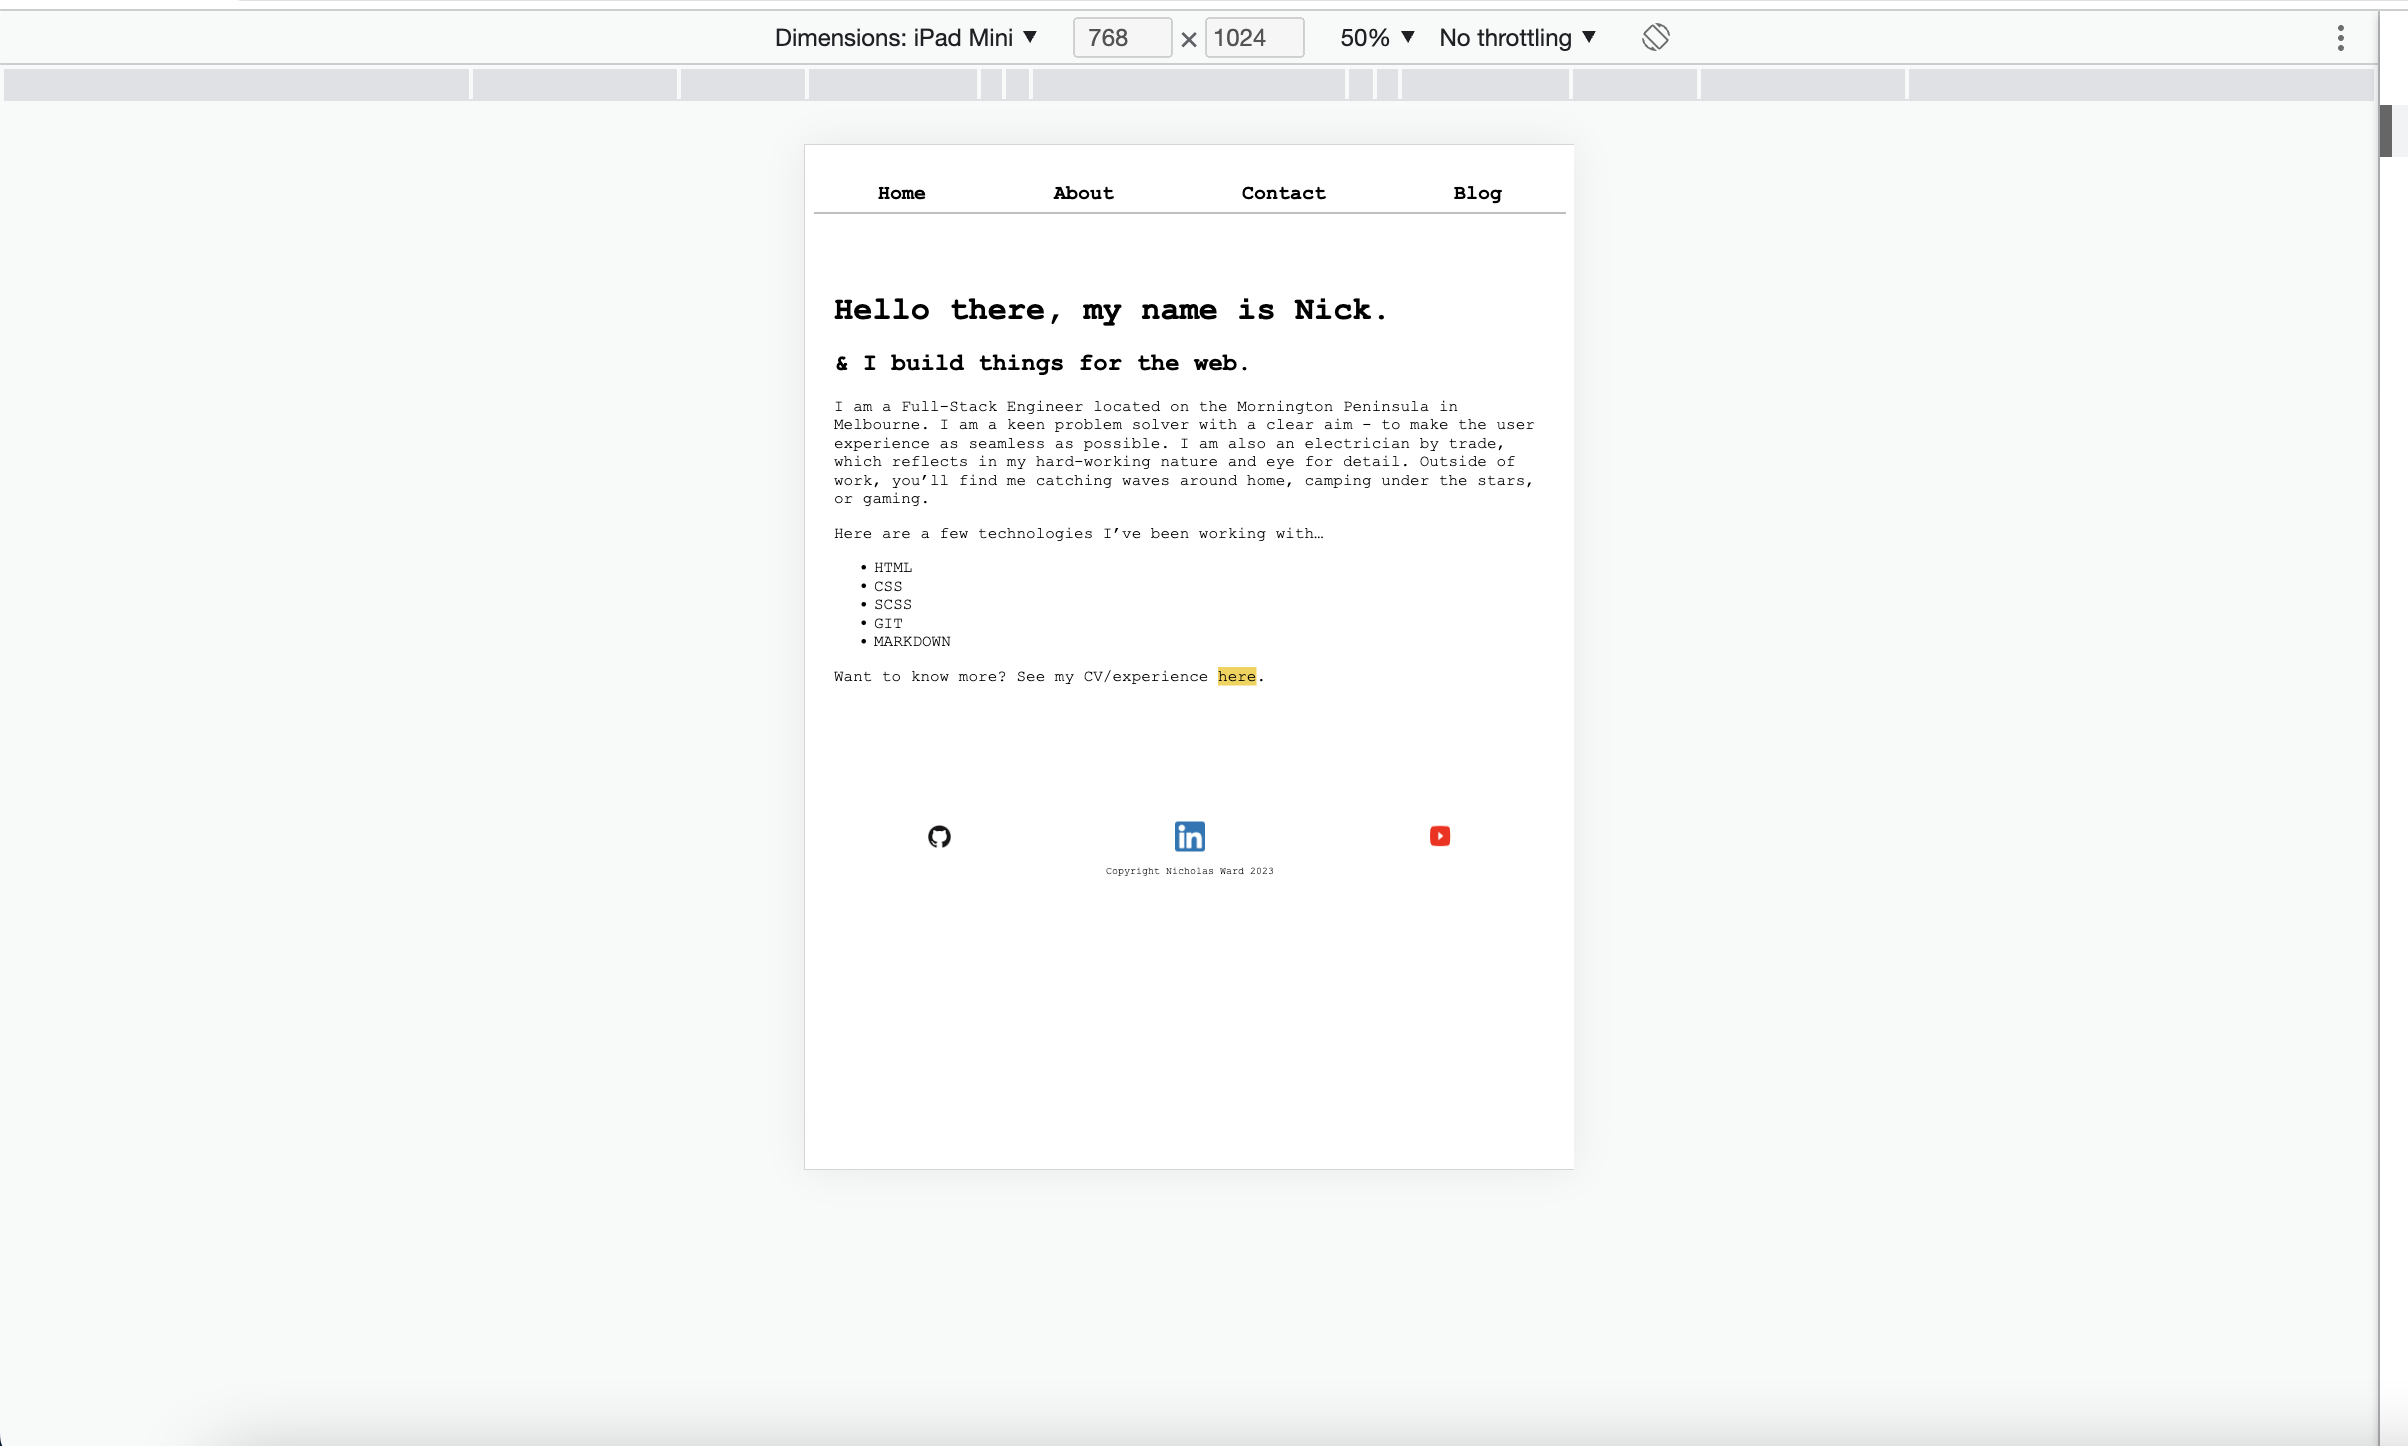 Dimensions: iPad Mini ▼ 768 × 1024 50% ▼ No throttling ▼
Home About Contact Blog
Hello there, my name is Nick.
& I build things for the web.
I am a Full-Stack Engineer located on the Mornington Peninsula in
Melbourne. I am a keen problem solver with a clear aim - to make the user
experience as seamless as possible. I am also an electrician by trade,
which reflects in my hard-working nature and eye for detail. Outside of
work, you’ll find me catching waves around home, camping under the stars,
or gaming.
Here are a few technologies I’ve been working with…
• HTML
• CSS
• SCSS
• GIT
• MARKDOWN
Want to know more? See my CV/experience here.
in
Copyright Nicholas Ward 2023